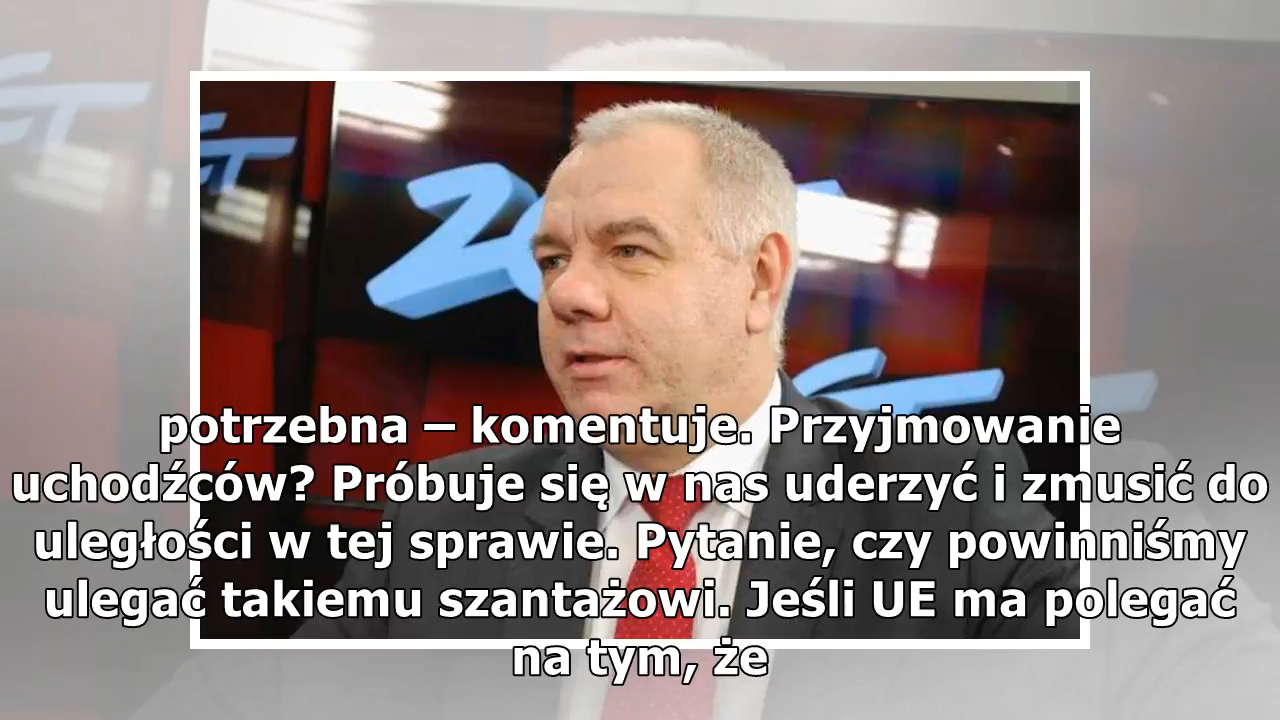 potrzebna – komentuje. Przyjmowanie
uchodźców? Próbuje się w nas uderzyć i zmusić do
uległości w tej sprawie. Pytanie, czy powinniśmy
ulegać takiemu szantażowi. Jeśli UE ma polegać
na tym, że